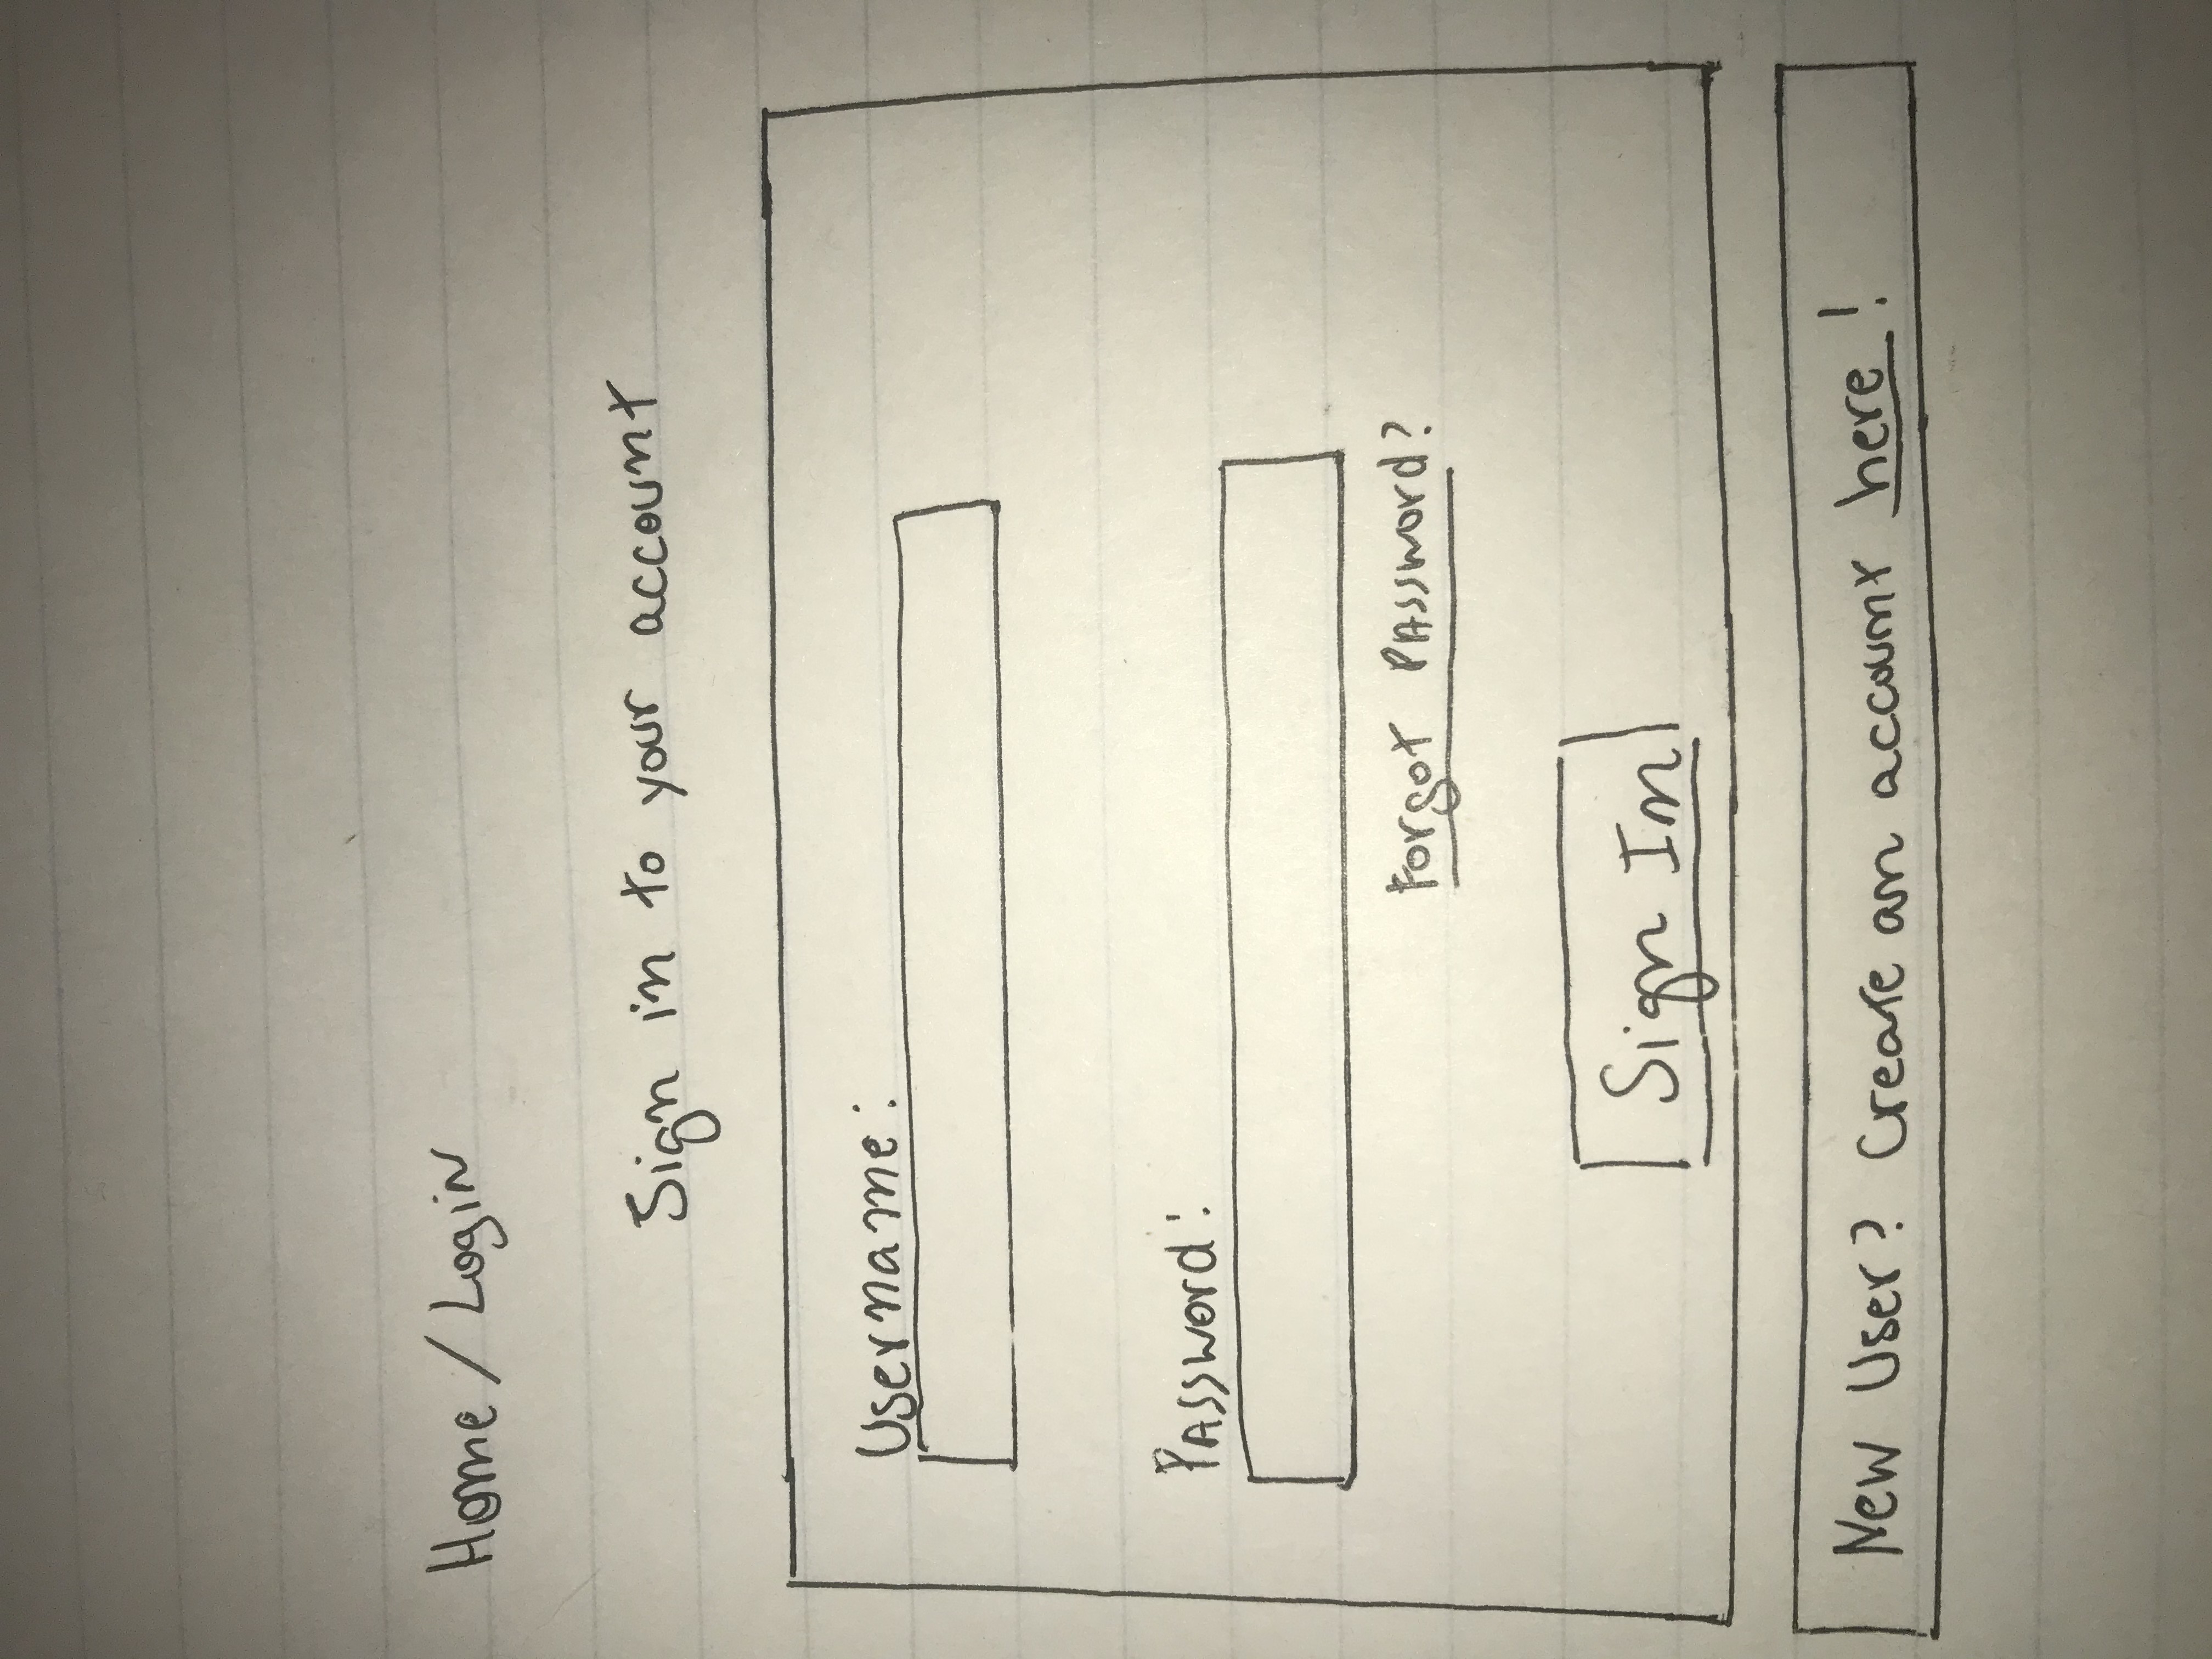 Home / Login
Sign in to your account
Username:
Password:
Forgot Password?
Sign In
New User? Create an account here!